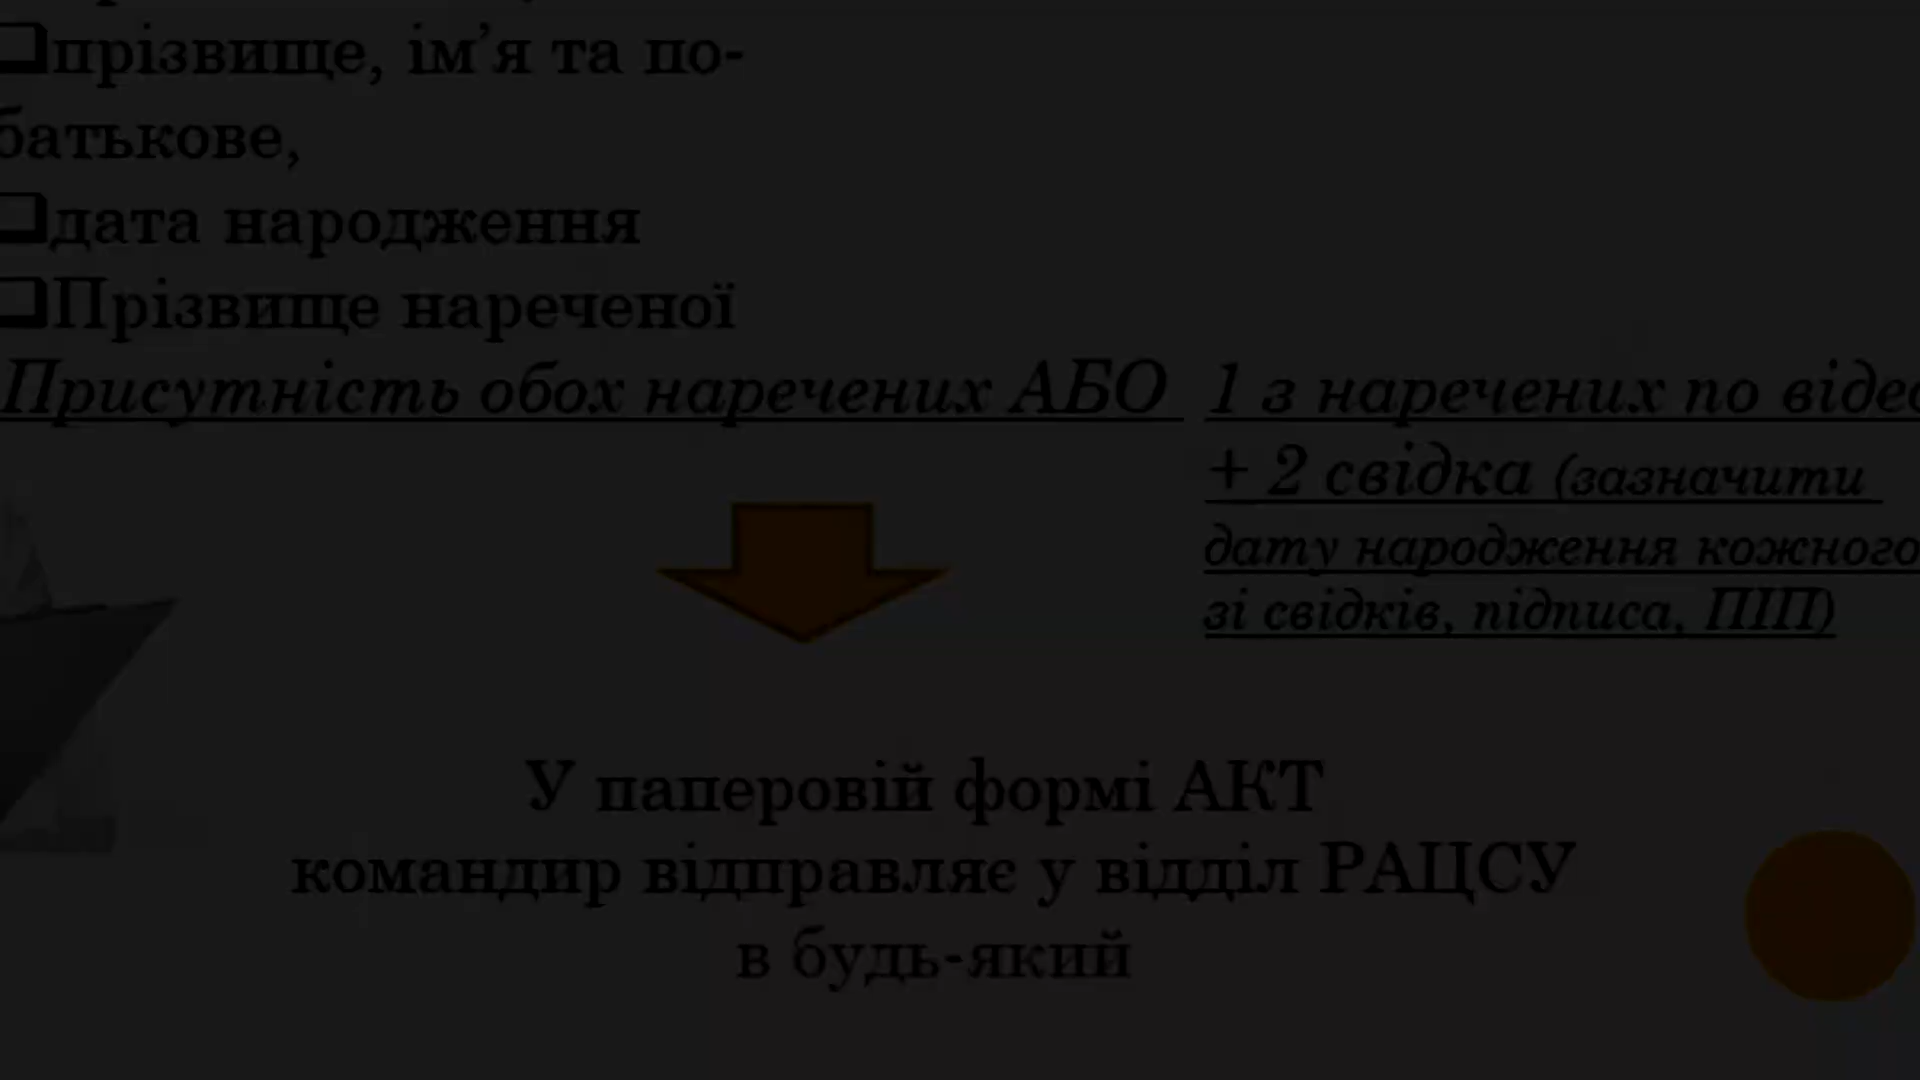 прізвище, ім’я та по-
батькове,
дата народження
Прізвище нареченої
Присутність обох наречених АБО
1 з наречених по відео
+ 2 свідка (зазначити
дату народження кожного
зі свідків, підписа, ПІП)
У паперовій формі АКТ
командир відправляє у відділ РАЦСУ
в будь-який